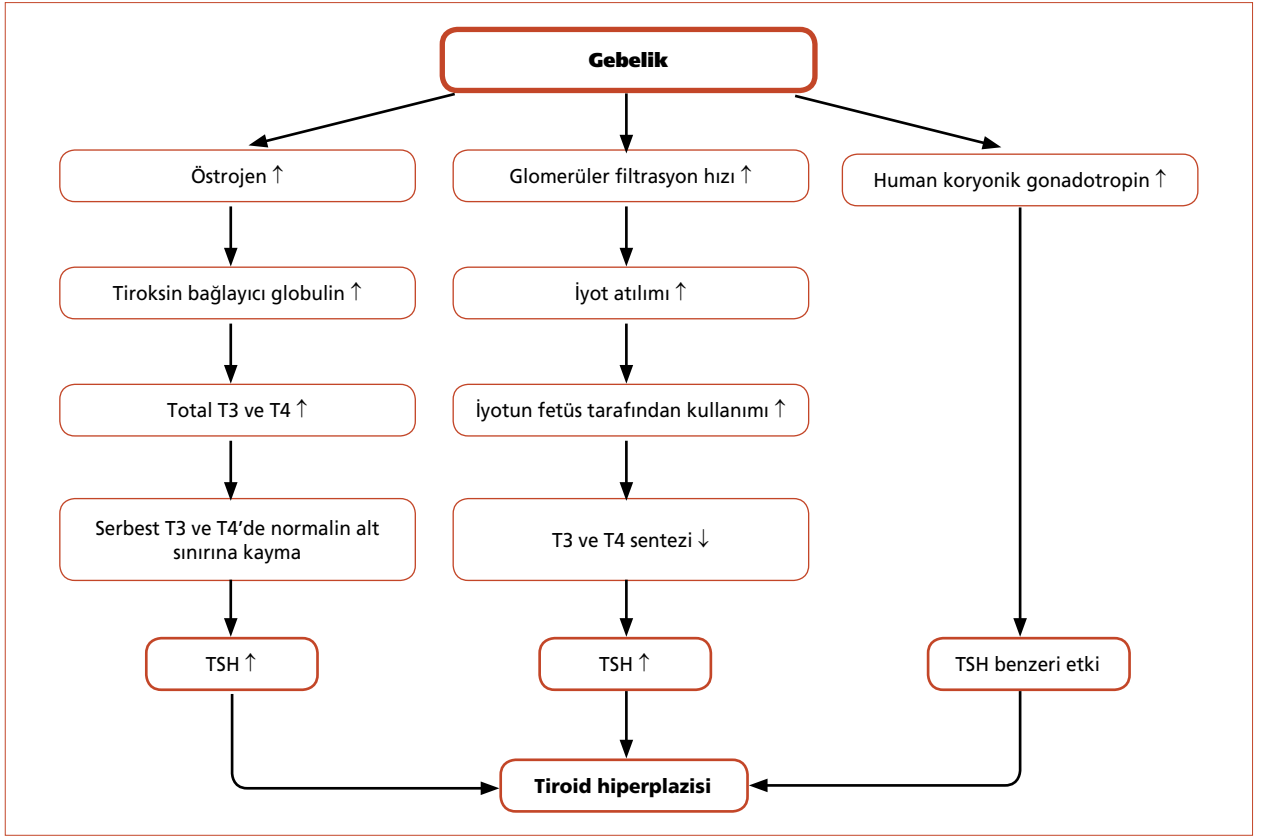 Gebelik
Östrojen ↑
Glomerüler filtrasyon hızı ↑
Human koryonik gonadotropin ↑
Tiroksin bağlayıcı globulin ↑
İyot atılımı ↑
Total T3 ve T4 ↑
İyotun fetüs tarafından kullanımı ↑
Serbest T3 ve T4’de normalin alt
sınırına kayma
T3 ve T4 sentezi ↓
TSH ↑
TSH ↑
TSH benzeri etki
Tiroid hiperplazisi